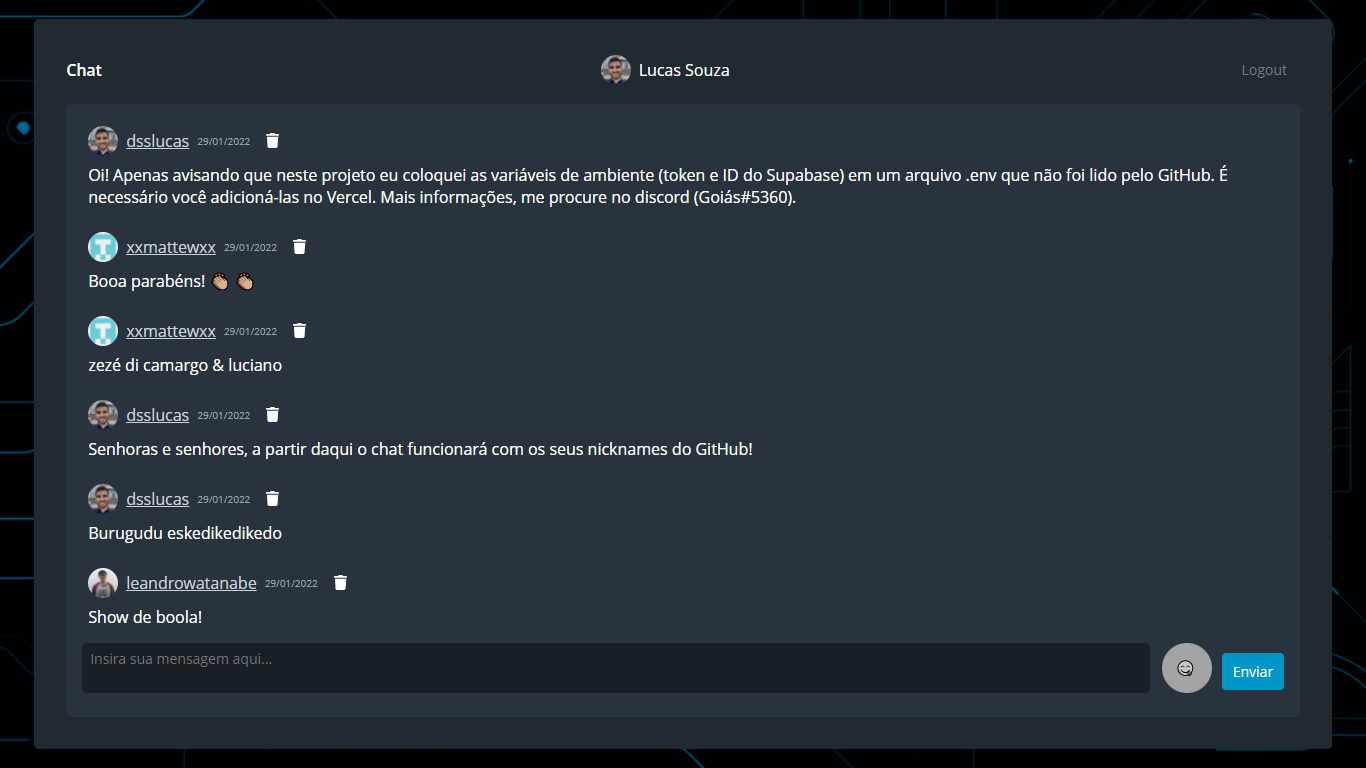 Chat
Lucas Souza
Logout
dsslucas 29/01/2022
Oi! Apenas avisando que neste projeto eu coloquei as variáveis de ambiente (token e ID do Supabase) em um arquivo .env que não foi lido pelo GitHub. É
necessário você adicioná-las no Vercel. Mais informações, me procure no discord (Goiás#5360).
xxmattewxx 29/01/2022
Booa parabéns! 👏🏼 👏🏼
xxmattewxx 29/01/2022
zezé di camargo & luciano
dsslucas 29/01/2022
Senhoras e senhores, a partir daqui o chat funcionará com os seus nicknames do GitHub!
dsslucas 29/01/2022
Burugudu eskedikedikedo
leandrowatanabe 29/01/2022
Show de boola!
Insira sua mensagem aqui...
Enviar